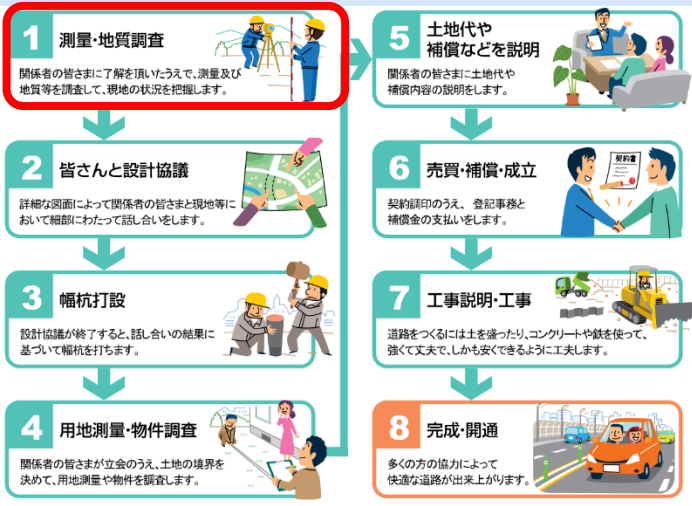 1 測量・地質調査
関係者の皆さまに了解を頂いたうえで、測量及び
地質等を調査して、現地の状況を把握します。
2 皆さんと設計協議
詳細な図面によって関係者の皆さまと現地等に
おいて細部にわたって話し合いをします。
3 幅杭打設
設計協議が終了すると、話し合いの結果に
基づいて幅杭を打ちます。
4 用地測量・物件調査
関係者の皆さまが立会のうえ、土地の境界を
決めて、用地測量や物件を調査します。
5 土地代や
補償などを説明
関係者の皆さまに土地代や
補償内容の説明をします。
6 売買・補償・成立
契約書
契約調印のうえ、登記事務と
補償金の支払いをします。
7 工事説明・工事
道路をつくるには土を盛ったり、コンクリートや鉄を使って、
強くて丈夫で、しかも安くできるように工夫します。
8 完成・開通
多くの方の協力によって
快適な道路が出来上がります。